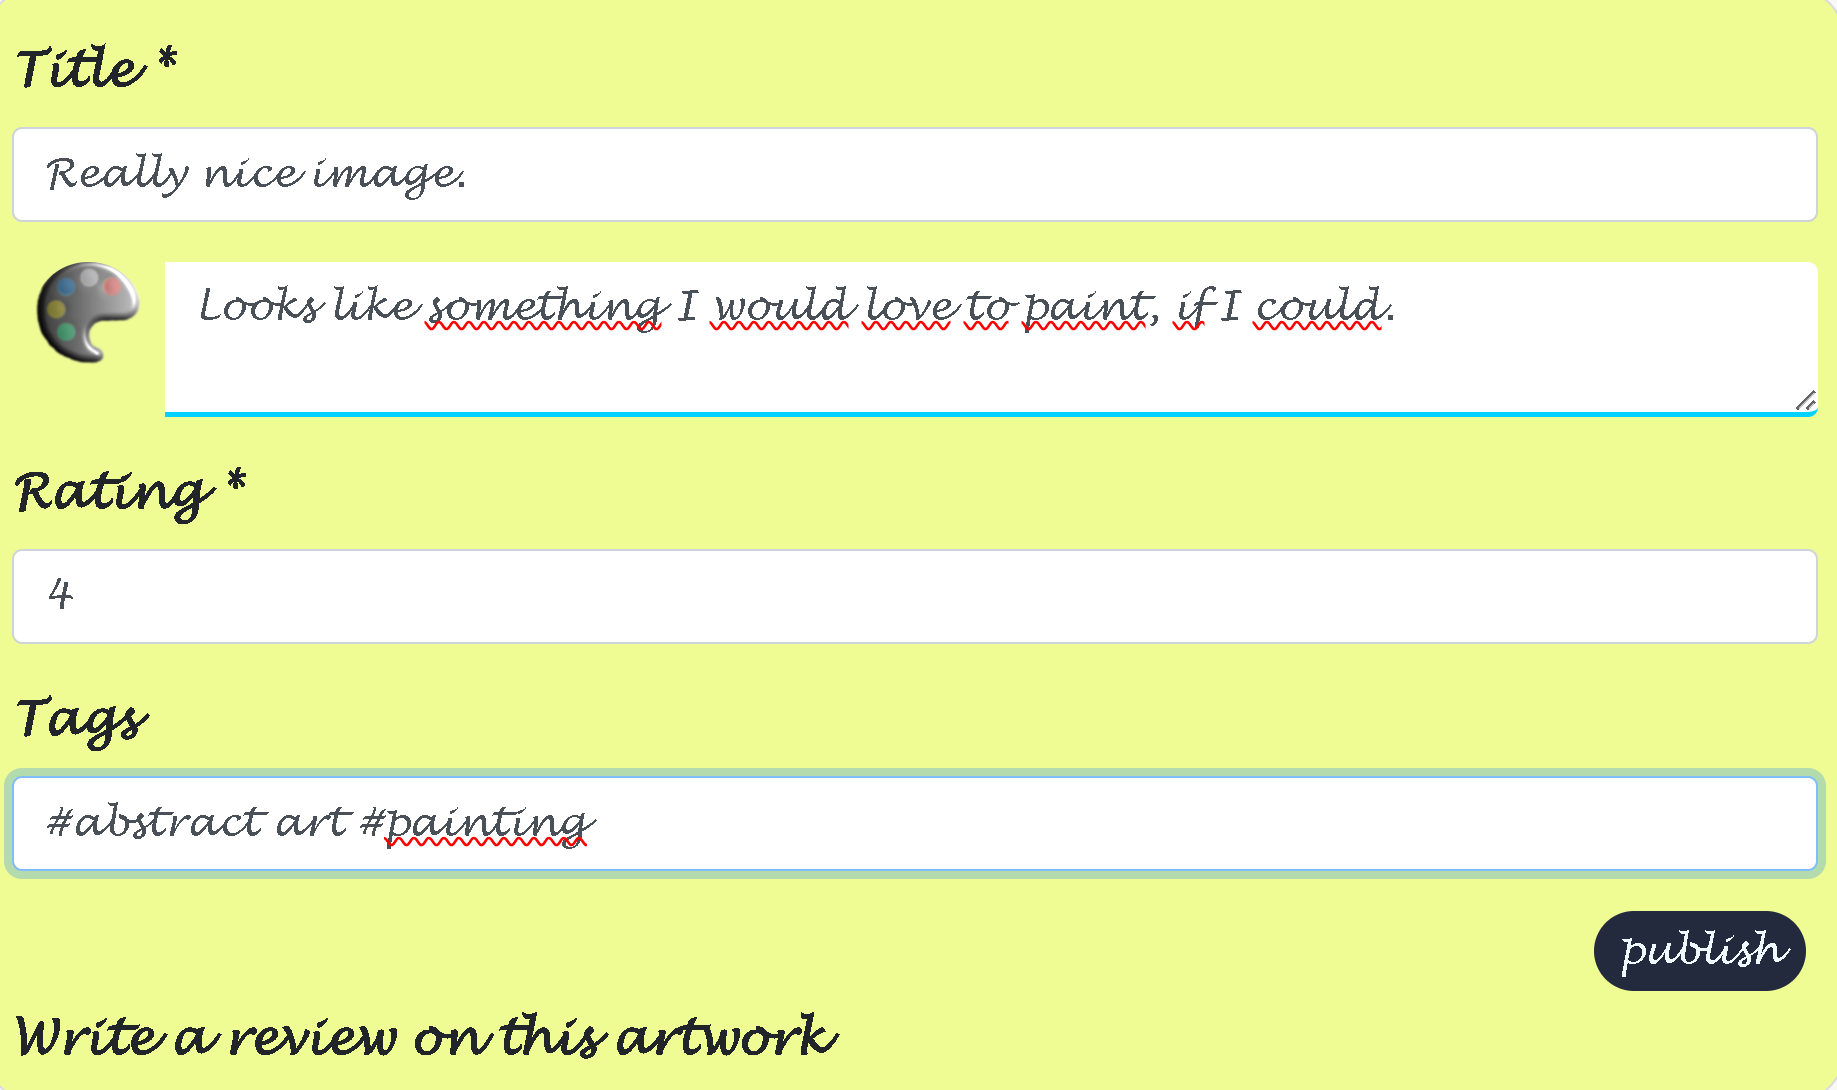 Title *
Really nice image.
Looks like something I would love to paint, if I could.
Rating *
4
Tags
#abstract art #painting
publish
Write a review on this artwork